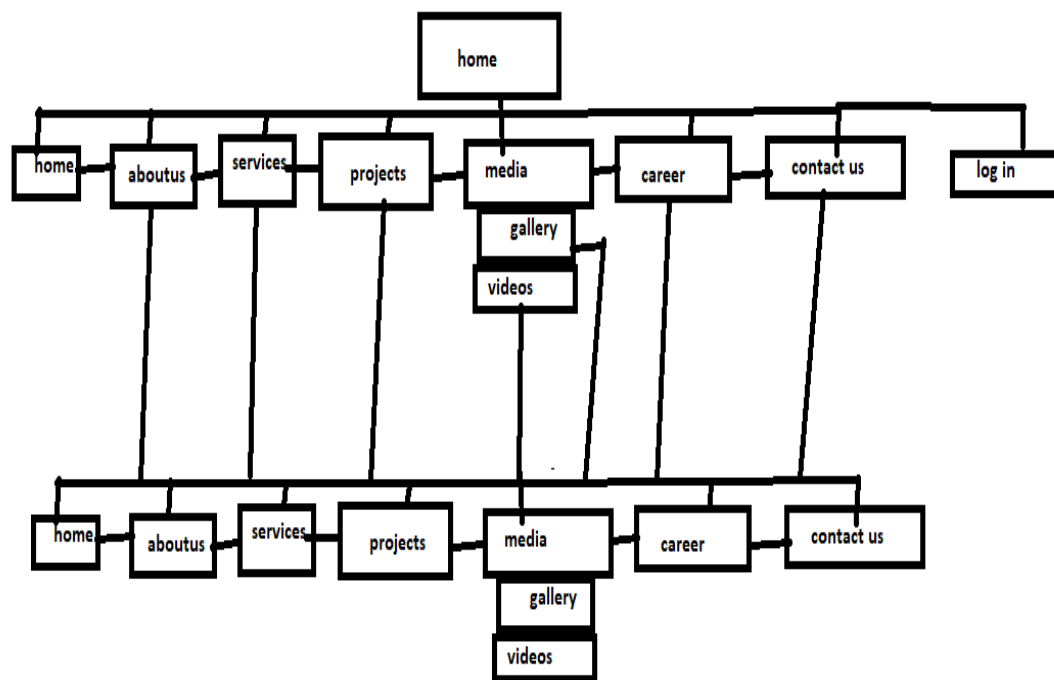 home
home
aboutus
services
projects
media
career
contact us
log in
gallery
videos
home
aboutus
services
projects
media
career
contact us
gallery
videos